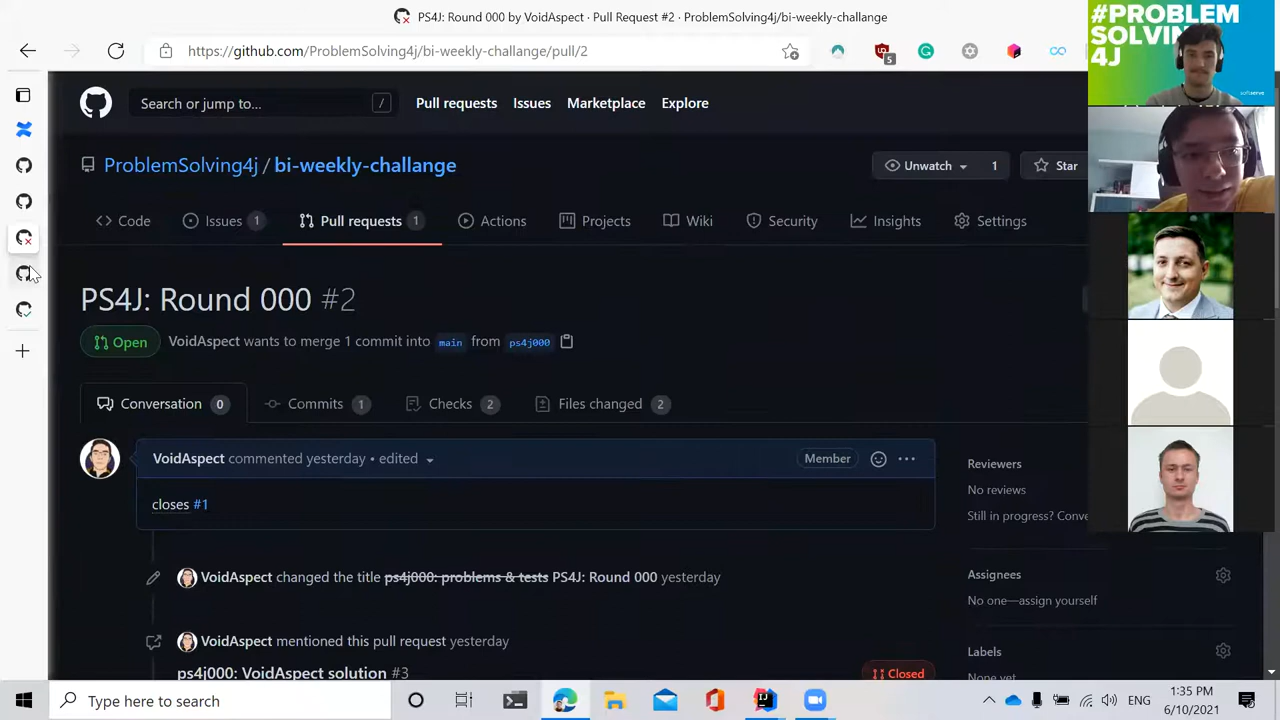 PS4J: Round 000 by VoidAspect · Pull Request #2 · ProblemSolving4j/bi-weekly-challange
https://github.com/ProblemSolving4j/bi-weekly-challange/pull/2
5
#PROBLEM
SOLVIN
4J
softserve
Search or jump to...
/
Pull requests
Issues
Marketplace
Explore
ProblemSolving4j / bi-weekly-challange
Unwatch
1
Star
Code
Issues 1
Pull requests 1
Actions
Projects
Wiki
Security
Insights
Settings
PS4J: Round 000 #2
Open
VoidAspect wants to merge 1 commit into main from ps4j000
Conversation 0
Commits 1
Checks 2
Files changed 2
VoidAspect commented yesterday • edited
Member
closes #1
Reviewers
No reviews
Still in progress? Conve
VoidAspect changed the title ps4j000: problems & tests PS4J: Round 000 yesterday
Assignees
No one—assign yourself
VoidAspect mentioned this pull request yesterday
ps4j000: VoidAspect solution #3
Closed
Labels
None yet
Type here to search
ENG
1:35 PM
6/10/2021